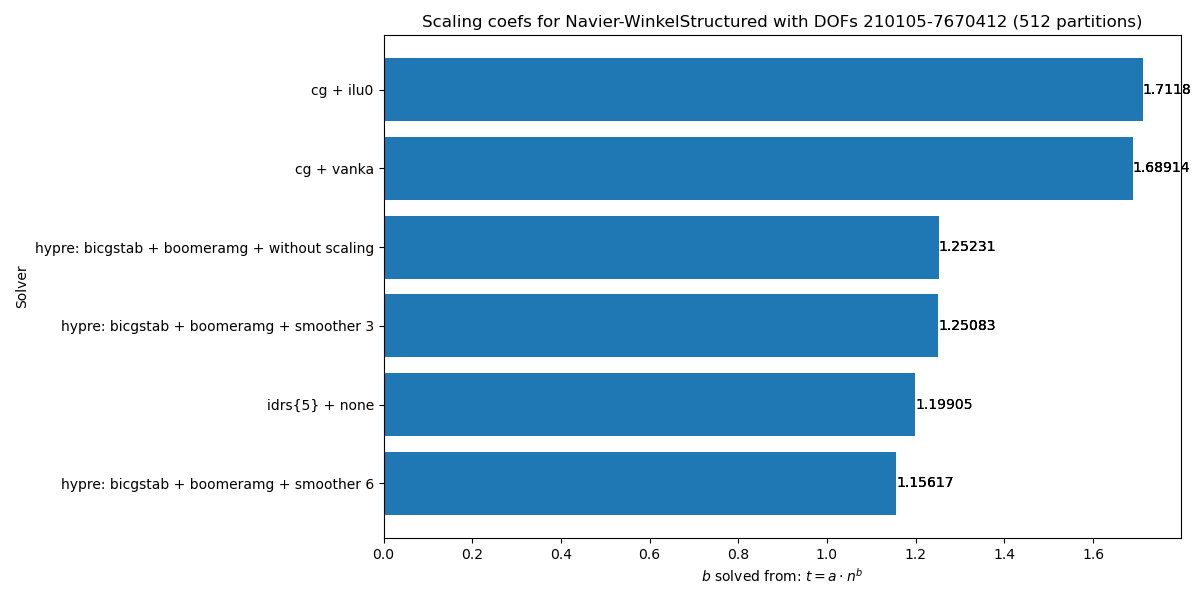 Scaling coefs for Navier-WinkelStructured with DOFs 210105-7670412 (512 partitions)
Solver
cg + ilu0
1.7118
cg + vanka
1.68914
hypre: bicgstab + boomeramg + without scaling
1.25231
hypre: bicgstab + boomeramg + smoother 3
1.25083
idrs{5} + none
1.19905
hypre: bicgstab + boomeramg + smoother 6
1.15617
0.0 0.2 0.4 0.6 0.8 1.0 1.2 1.4 1.6
b solved from: t = a · n^b